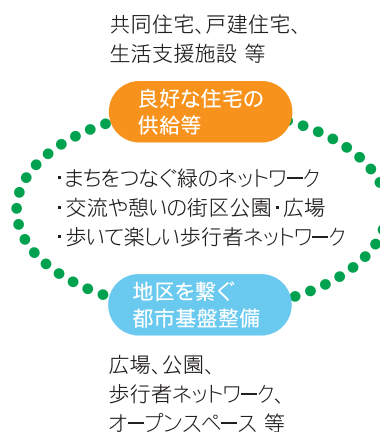 共同住宅、戸建住宅、
生活支援施設 等
良好な住宅の
供給等
・まちをつなぐ緑のネットワーク
・交流や憩いの街区公園・広場
・歩いて楽しい歩行者ネットワーク
地区を繋ぐ
都市基盤整備
広場、公園、
歩行者ネットワーク、
オープンスペース 等